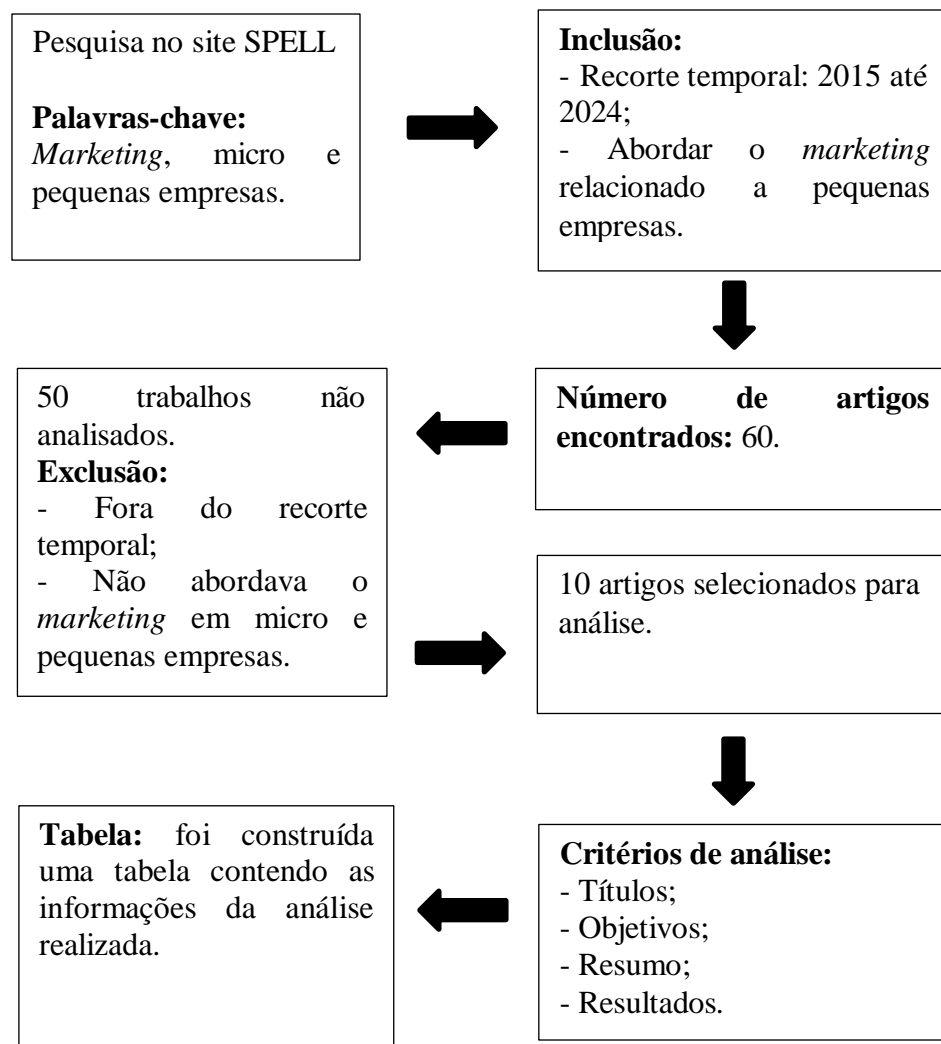 Pesquisa no site SPELL
Palavras-chave:
Marketing, micro e
pequenas empresas.
Inclusão:
- Recorte temporal: 2015 até
2024;
- Abordar o marketing
relacionado a pequenas
empresas.
Número de artigos
encontrados: 60.
50 trabalhos não
analisados.
Exclusão:
- Fora do recorte
temporal;
- Não abordava o
marketing em micro e
pequenas empresas.
10 artigos selecionados para
análise.
Critérios de análise:
- Títulos;
- Objetivos;
- Resumo;
- Resultados.
Tabela: foi construída
uma tabela contendo as
informações da análise
realizada.